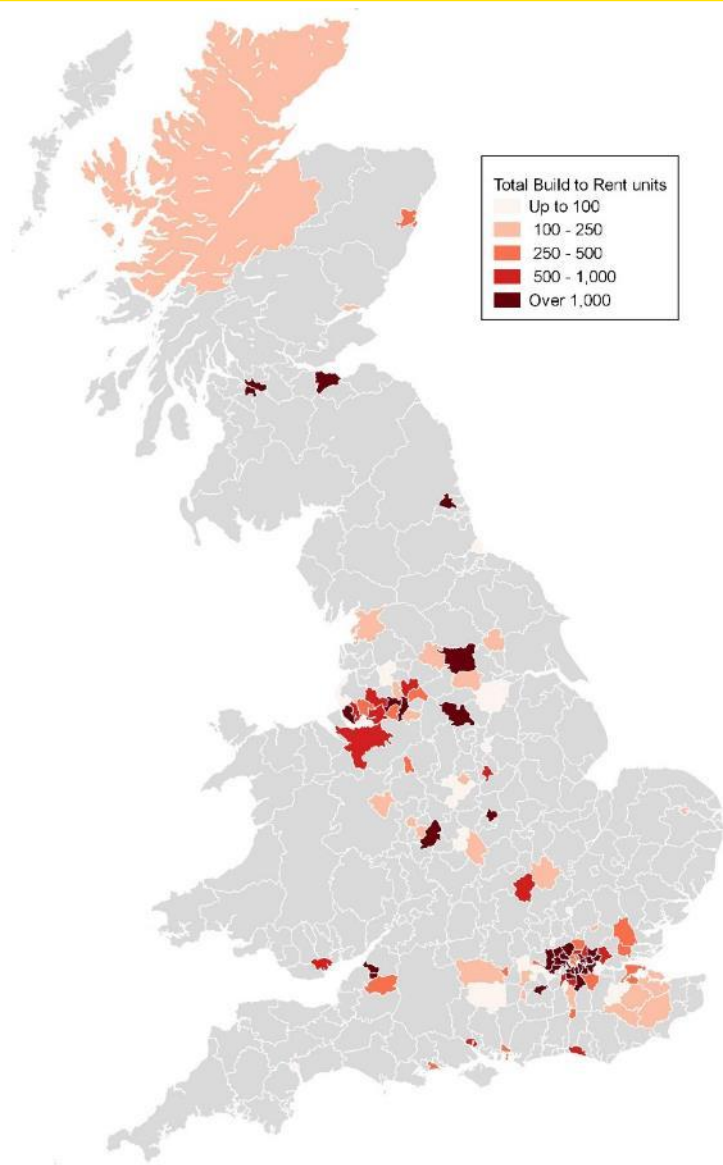 Total Build to Rent units
Up to 100
100 - 250
250 - 500
500 - 1,000
Over 1,000